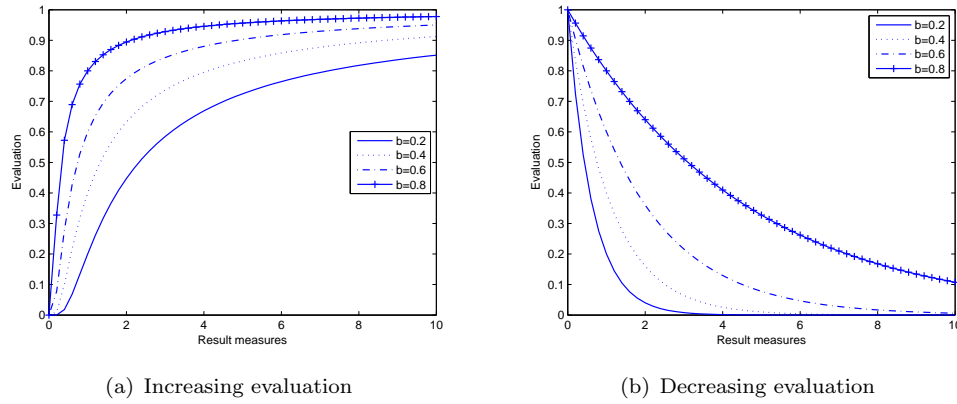 1
0.9
0.8
0.7
0.6
0.5
0.4
0.3
0.2
0.1
0
Evaluation
b=0.2
b=0.4
b=0.6
b=0.8
0 2 4 6 8 10
Result measures
(a) Increasing evaluation
1
0.9
0.8
0.7
0.6
0.5
0.4
0.3
0.2
0.1
0
Evaluation
b=0.2
b=0.4
b=0.6
b=0.8
0 2 4 6 8 10
Result measures
(b) Decreasing evaluation